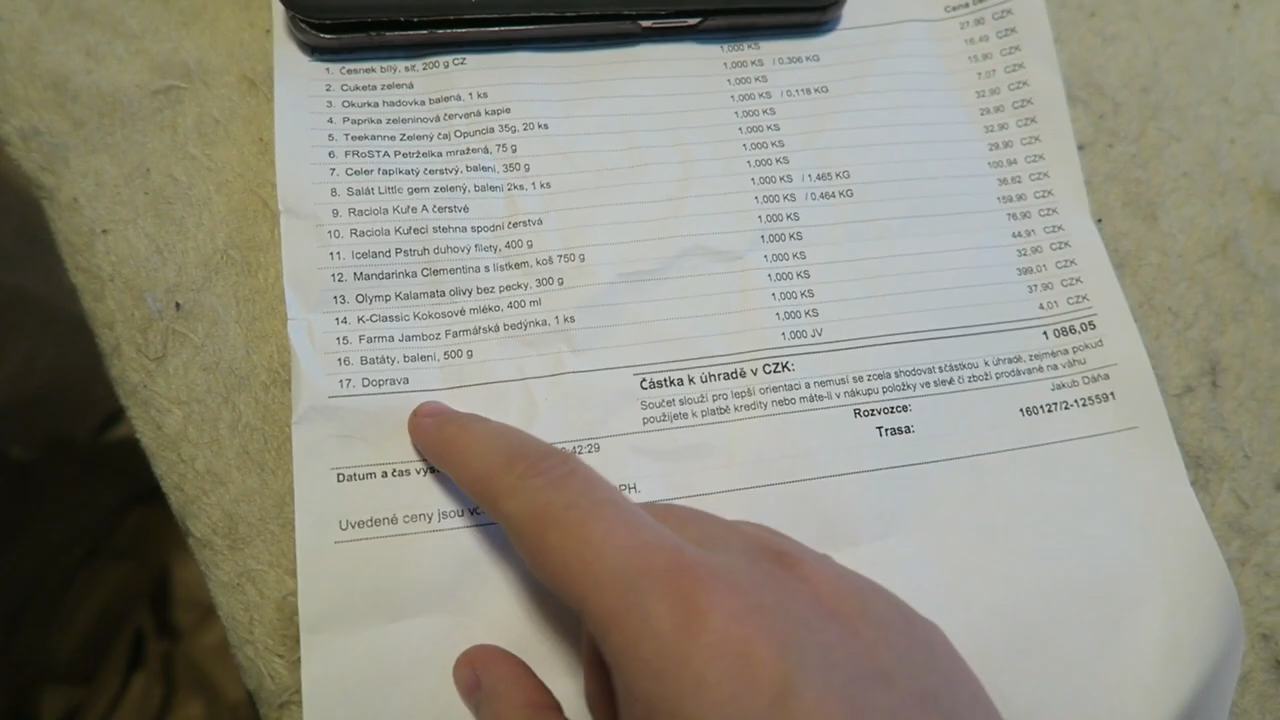 Cena
1. Česnek bílý, síť, 200 g CZ 1,000 KS 27,90 CZK
2. Cuketa zelená 1,000 KS / 0,306 KG 16,49 CZK
3. Okurka hadovka balená, 1 ks 1,000 KS 15,90 CZK
4. Paprika zeleninová červená kapie 1,000 KS / 0,118 KG 7,07 CZK
5. Teekanne Zelený čaj Opuncia 35g, 20 ks 1,000 KS 32,90 CZK
6. FRoSTA Petrželka mražená, 75 g 1,000 KS 29,90 CZK
7. Celer řapíkatý čerstvý, balení, 350 g 1,000 KS 32,90 CZK
8. Salát Little gem zelený, balení 2ks, 1 ks 1,000 KS 29,90 CZK
9. Raciola Kuře A čerstvé 1,000 KS / 1,465 KG 100,94 CZK
10. Raciola Kuřecí stehna spodní čerstvá 1,000 KS / 0,464 KG 36,62 CZK
11. Iceland Pstruh duhový filety, 400 g 1,000 KS 159,90 CZK
12. Mandarinka Clementina s lístkem, koš 750 g 1,000 KS 76,90 CZK
13. Olymp Kalamata olivy bez pecky, 300 g 1,000 KS 44,91 CZK
14. K-Classic Kokosové mléko, 400 ml 1,000 KS 32,90 CZK
15. Farma Jamboz Farmářská bedýnka, 1 ks 1,000 KS 399,01 CZK
16. Batáty, balení, 500 g 1,000 KS 37,90 CZK
17. Doprava 1,000 JV 4,01 CZK
Částka k úhradě v CZK: 1 086,05
Součet slouží pro lepší orientaci a nemusí se zcela shodovat s částkou k úhradě, zejména pokud
použijete k platbě kredity nebo máte-li v nákupu položky ve slevě či zboží prodávané na váhu
Rozvozce: Jakub Dáňa
Trasa: 160127/2-125591
Datum a čas :42:29
Uvedené ceny jsou PH.